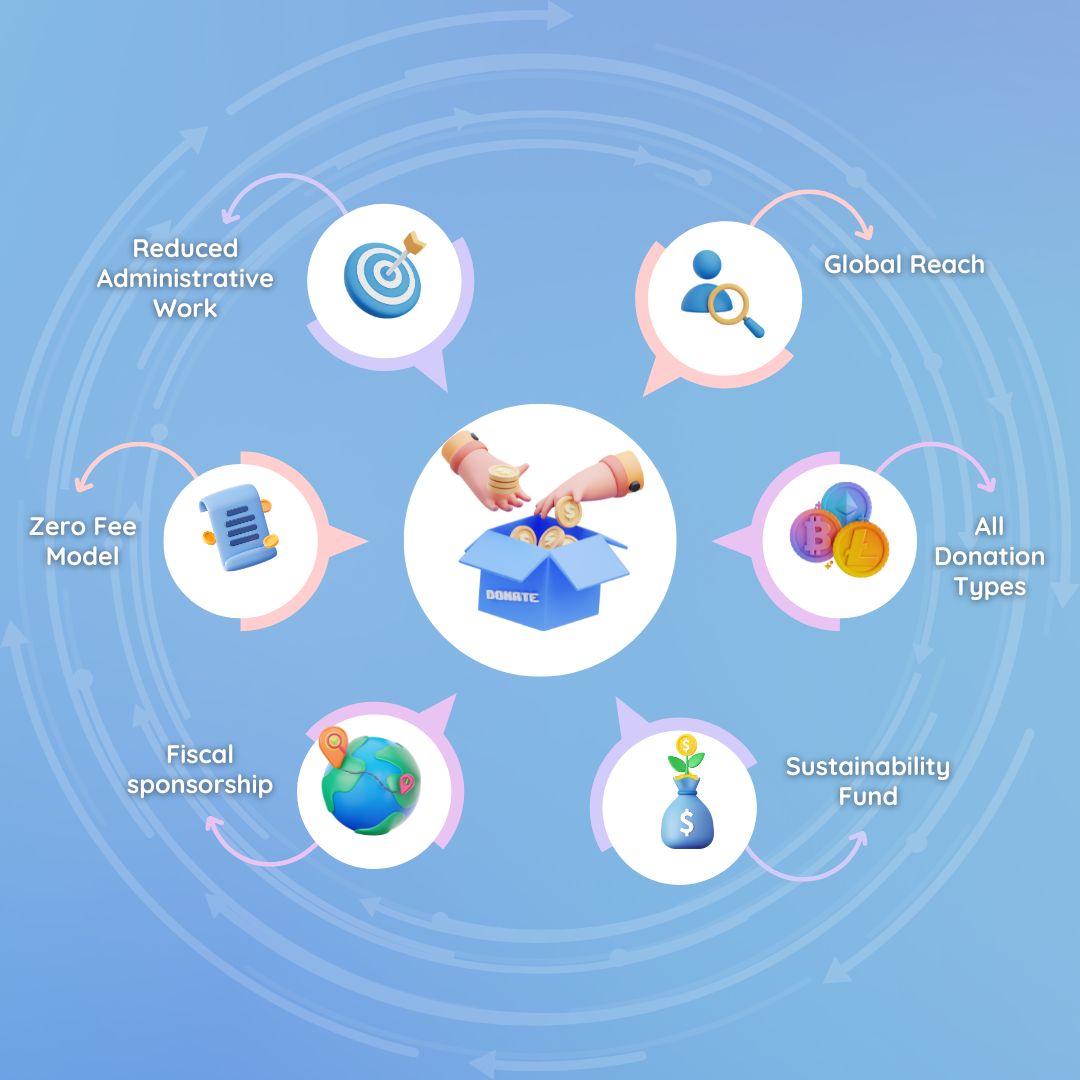 Reduced
Administrative
Work
Global Reach
Zero Fee
Model
DONATE
All
Donation
Types
Fiscal
sponsorship
Sustainability
Fund